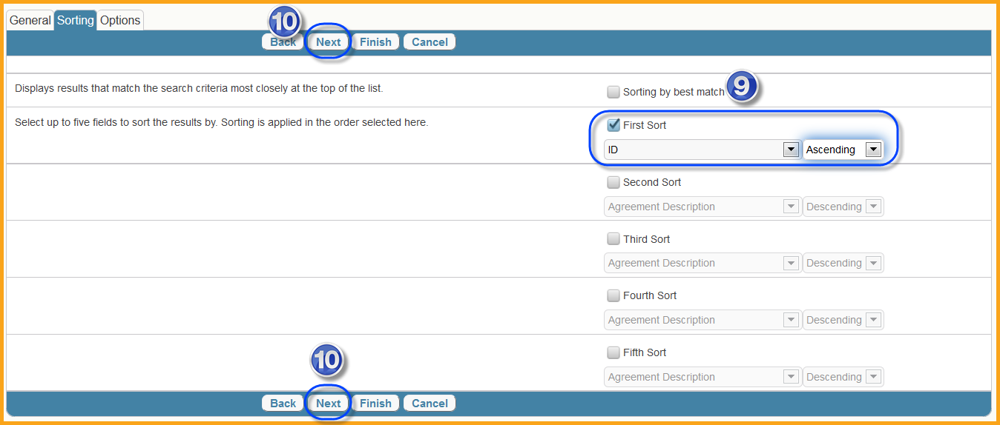 General Sorting Options
10
Back Next Finish Cancel
9
Displays results that match the search criteria most closely at the top of the list.
Sorting by best match
Select up to five fields to sort the results by. Sorting is applied in the order selected here.
First Sort
ID Ascending
Second Sort
Agreement Description Descending
Third Sort
Agreement Description Descending
Fourth Sort
Agreement Description Descending
10
Fifth Sort
Agreement Description Descending
Back Next Finish Cancel